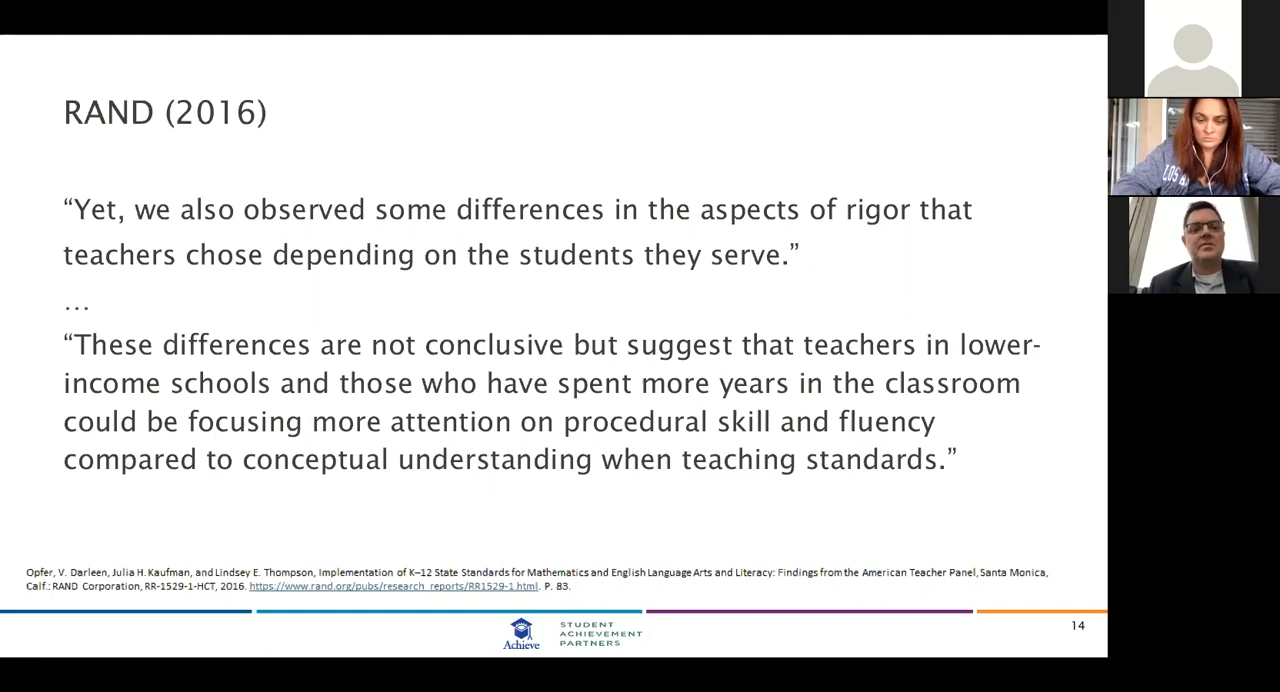 RAND (2016)
“Yet, we also observed some differences in the aspects of rigor that
teachers chose depending on the students they serve.”
…
“These differences are not conclusive but suggest that teachers in lower-
income schools and those who have spent more years in the classroom
could be focusing more attention on procedural skill and fluency
compared to conceptual understanding when teaching standards.”
Opfer, V. Darleen, Julia H. Kaufman, and Lindsey E. Thompson, Implementation of K–12 State Standards for Mathematics and English Language Arts and Literacy: Findings from the American Teacher Panel, Santa Monica,
Calf.: RAND Corporation, RR-1529-1-HCT, 2016. https://www.rand.org/pubs/research_reports/RR1529-1.html. P. 83.
Achieve
STUDENT
ACHIEVEMENT
PARTNERS
14
LOS